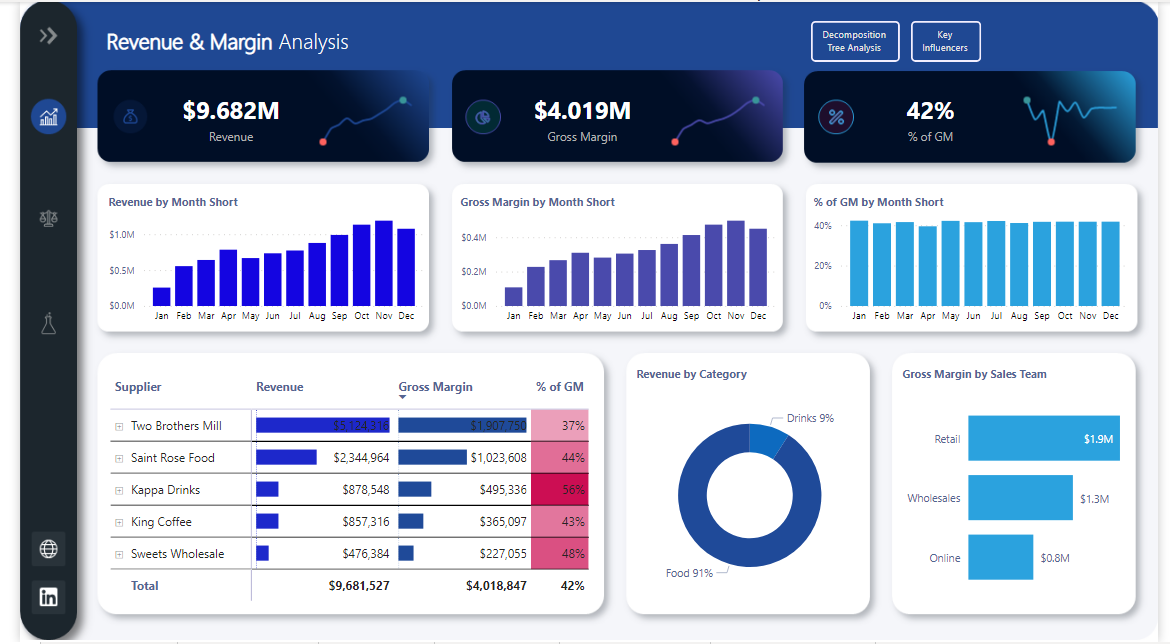 Revenue & Margin Analysis
Decomposition
Tree Analysis
Key
Influencers
$9.682M
Revenue
$4.019M
Gross Margin
42%
% of GM
Revenue by Month Short
$1.0M
$0.5M
$0.0M
Jan Feb Mar Apr May Jun Jul Aug Sep Oct Nov Dec
Gross Margin by Month Short
$0.4M
$0.2M
$0.0M
Jan Feb Mar Apr May Jun Jul Aug Sep Oct Nov Dec
% of GM by Month Short
40%
20%
0%
Jan Feb Mar Apr May Jun Jul Aug Sep Oct Nov Dec
Supplier Revenue Gross Margin % of GM
Two Brothers Mill $5,124,316 $1,907,750 37%
Saint Rose Food $2,344,964 $1,023,608 44%
Kappa Drinks $878,548 $495,336 56%
King Coffee $857,316 $365,097 43%
Sweets Wholesale $476,384 $227,055 48%
Total $9,681,527 $4,018,847 42%
Revenue by Category
Drinks 9%
Food 91%
Gross Margin by Sales Team
Retail $1.9M
Wholesales $1.3M
Online $0.8M
in